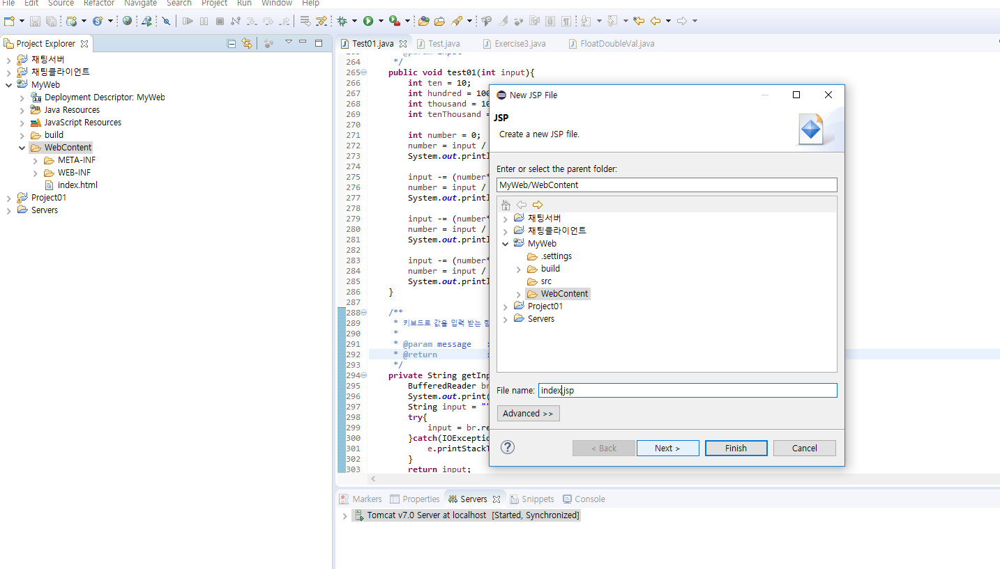 File Edit Source Refactor Navigate Search Project Run Window Help
Project Explorer
채팅서버
채팅클라이언트
MyWeb
Deployment Descriptor: MyWeb
Java Resources
JavaScript Resources
build
WebContent
META-INF
WEB-INF
index.html
Project01
Servers
Test01.java Test.java Exercise3.java FloatDoubleVal.java
264 */
265 public void test01(int input){
266 int ten = 10;
267 int hundred = 100
268 int thousand = 10
269 int tenThousand =
270
271 int number = 0;
272 number = input /
273 System.out.printl
274
275 input -= (number*
276 number = input /
277 System.out.printl
278
279 input -= (number*
280 number = input /
281 System.out.printl
282
283 input -= (number*
284 number = input /
285 System.out.printl
286 }
287
288 /**
289 * 키보드로 값을 입력 받는
290 *
291 * @param message :
292 * @return :
293 */
294 private String getInp
295 BufferedReader br
296 System.out.print(
297 String input = ""
298 try{
299 input = br.re
300 }catch(IOExceptio
301 e.printStackT
302 }
303 return input;
New JSP File
JSP
Create a new JSP file.
Enter or select the parent folder:
MyWeb/WebContent
채팅서버
채팅클라이언트
MyWeb
.settings
build
src
WebContent
Project01
Servers
File name: index.jsp
Advanced >>
< Back Next > Finish Cancel
Markers Properties Servers Snippets Console
Tomcat v7.0 Server at localhost [Started, Synchronized]